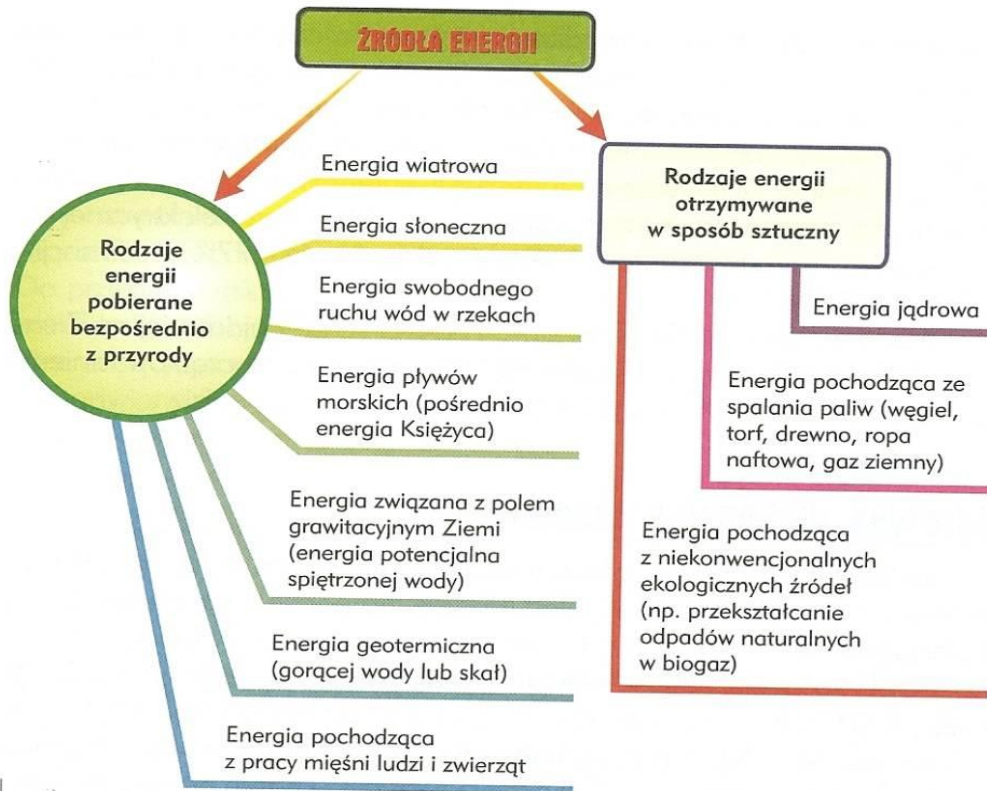 ŹRÓDŁA ENERGII
Rodzaje
energii
pobierane
bezpośrednio
z przyrody
Energia wiatrowa
Energia słoneczna
Energia swobodnego
ruchu wód w rzekach
Energia pływów
morskich (pośrednio
energia Księżyca)
Energia związana z polem
grawitacyjnym Ziemi
(energia potencjalna
spiętrzonej wody)
Energia geotermiczna
(gorącej wody lub skał)
Energia pochodząca
z pracy mięśni ludzi i zwierząt
Rodzaje energii
otrzymywane
w sposób sztuczny
Energia jądrowa
Energia pochodząca ze
spalania paliw (węgiel,
torf, drewno, ropa
naftowa, gaz ziemny)
Energia pochodząca
z niekonwencjonalnych
ekologicznych źródeł
(np. przekształcanie
odpadów naturalnych
w biogaz)